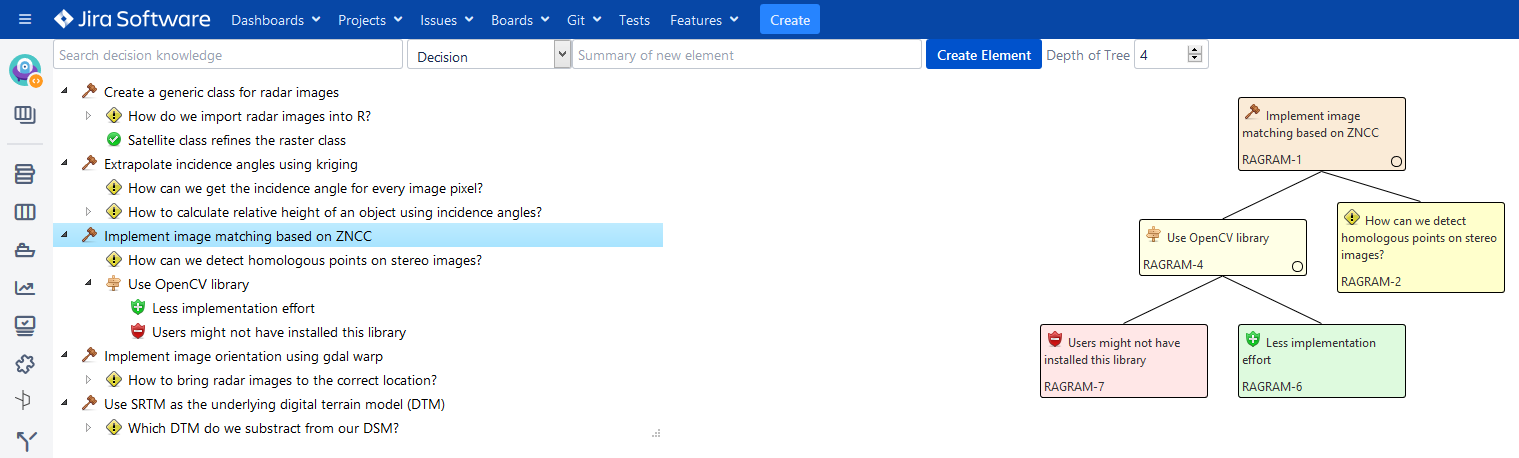 Jira Software Dashboards Projects Issues Boards Git Tests Features Create
Search decision knowledge Decision Summary of new element Create Element Depth of Tree 4
Create a generic class for radar images
How do we import radar images into R?
Satellite class refines the raster class
Extrapolate incidence angles using kriging
How can we get the incidence angle for every image pixel?
How to calculate relative height of an object using incidence angles?
Implement image matching based on ZNCC
How can we detect homologous points on stereo images?
Use OpenCV library
Less implementation effort
Users might not have installed this library
Implement image orientation using gdal warp
How to bring radar images to the correct location?
Use SRTM as the underlying digital terrain model (DTM)
Which DTM do we substract from our DSM?
Implement image
matching based on ZNCC
RAGRAM-1
Use OpenCV library
RAGRAM-4
How can we detect
homologous points on stereo
images?
RAGRAM-2
Users might not have
installed this library
RAGRAM-7
Less implementation
effort
RAGRAM-6